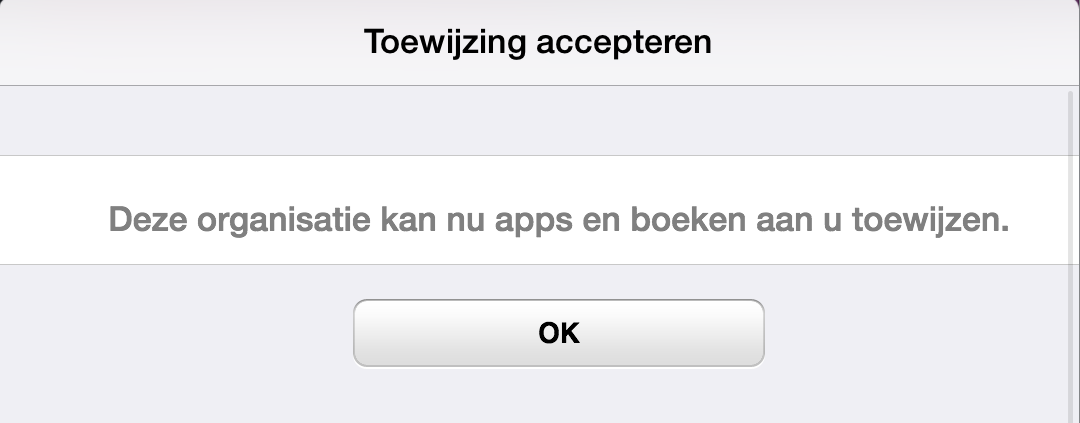 Toewijzing accepteren
Deze organisatie kan nu apps en boeken aan u toewijzen.
OK